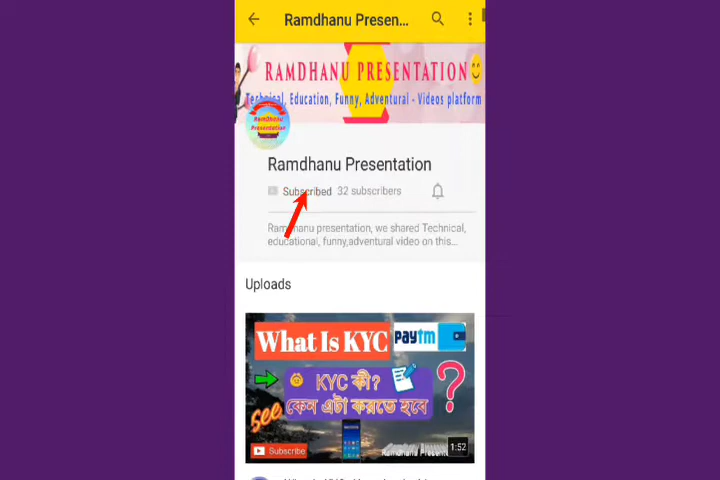 Ramdhanu Presen...
RAMDHANU PRESENTATION
Technical, Education, Funny, Adventural - Videos platform
Ramdhanu
Presentation
Ramdhanu Presentation
Subscribed 32 subscribers
Ramdhanu presentation, we shared Technical,
educational, funny,adventural video on this...
Uploads
What Is KYC
paytm
KYC কী?
কেন এটা করতে হবে
see
Subscribe
Ramdhanu
1:52